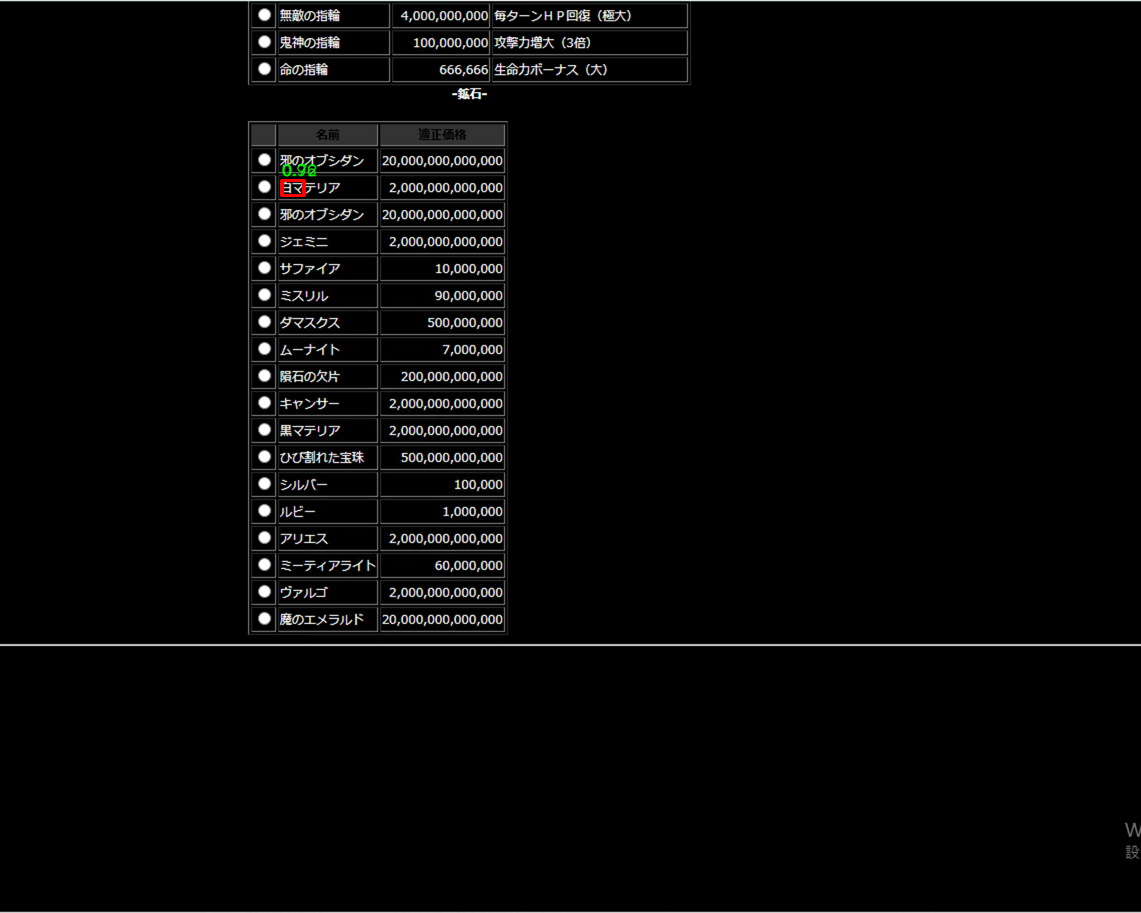 無敵の指輪 4,000,000,000 毎ターンＨＰ回復（極大）
鬼神の指輪 100,000,000 攻撃力増大（3倍）
命の指輪 666,666 生命力ボーナス（大）
-鉱石-
名前 適正価格
邪のオブシダン 20,000,000,000,000
0.96
白マテリア 2,000,000,000,000
邪のオブシダン 20,000,000,000,000
ジェミニ 2,000,000,000,000
サファイア 10,000,000
ミスリル 90,000,000
ダマスクス 500,000,000
ムーナイト 7,000,000
隕石の欠片 200,000,000,000
キャンサー 2,000,000,000,000
黒マテリア 2,000,000,000,000
ひび割れた宝珠 500,000,000,000
シルバー 100,000
ルビー 1,000,000
アリエス 2,000,000,000,000
ミーティアライト 60,000,000
ヴァルゴ 2,000,000,000,000
魔のエメラルド 20,000,000,000,000
W
設